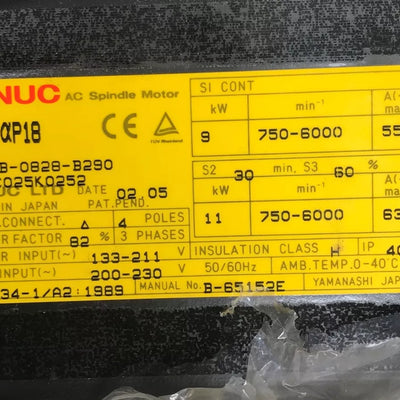 NUC AC Spindle Motor
αP18
CE TÜV Rheinland
B-0828-B290
C025K0252
UC LTD DATE 02.05
IN JAPAN PAT.PEND.
.CONNECT. Δ 4 POLES
R FACTOR 82% 3 PHASES
ER INPUT(~) 133-211 V
INPUT(~) 200-230 V
34-1/A2:1989 MANUAL No. B-65152E
SI CONT
kW min⁻¹ A(~
9 750-6000 55
S2 30 min, S3 60 %
kW min⁻¹ A(~
11 750-6000 63
INSULATION CLASS H IP 40
50/60Hz AMB.TEMP.0-40°C
YAMANASHI JAP